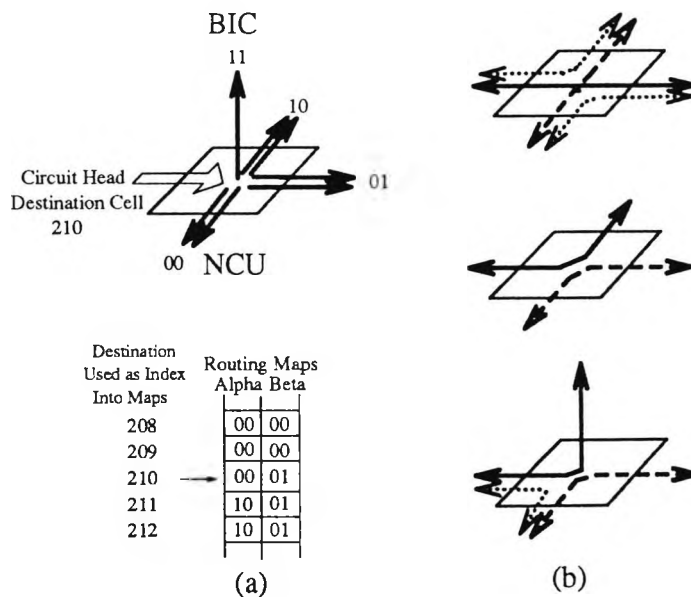 BIC
11
10
Circuit Head
Destination Cell
210
01
00 NCU
Destination
Used as Index
Into Maps
Routing Maps
Alpha Beta
208 00 00
209 00 00
210 00 01
211 10 01
212 10 01
(a)
(b)